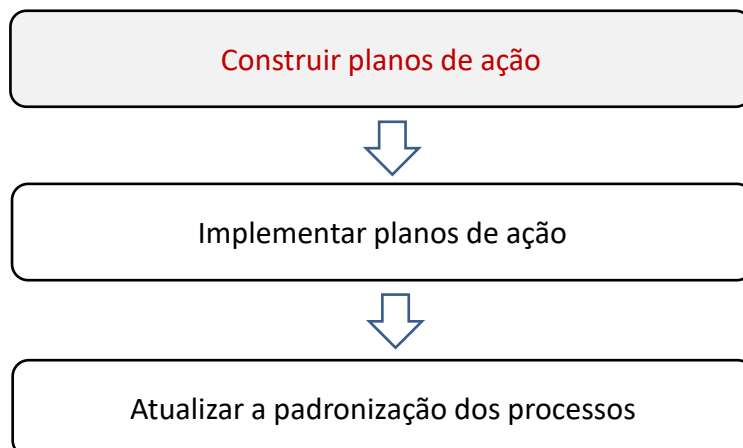 Construir planos de ação
Implementar planos de ação
Atualizar a padronização dos processos